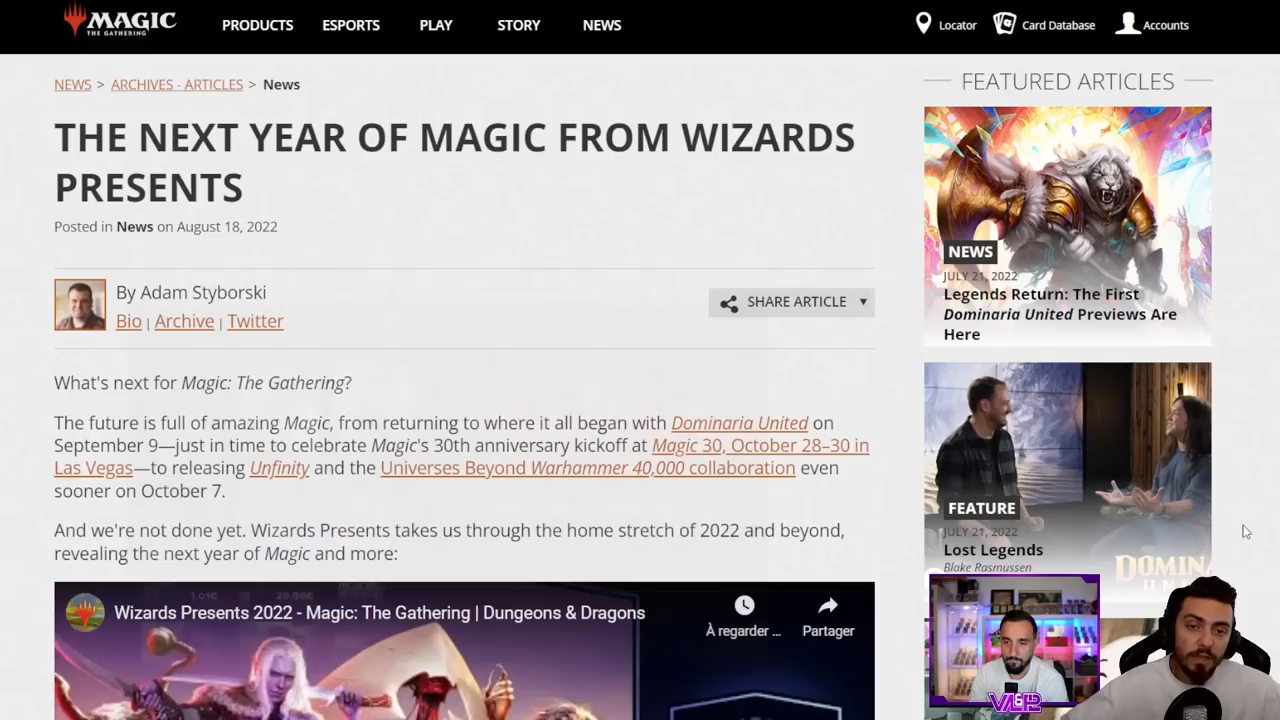 MAGIC
THE GATHERING
PRODUCTS
ESPORTS
PLAY
STORY
NEWS
Locator
Card Database
Accounts
NEWS > ARCHIVES - ARTICLES > News
THE NEXT YEAR OF MAGIC FROM WIZARDS
PRESENTS
Posted in News on August 18, 2022
By Adam Styborski
Bio | Archive | Twitter
SHARE ARTICLE ▼
What's next for Magic: The Gathering?
The future is full of amazing Magic, from returning to where it all began with Dominaria United on
September 9—just in time to celebrate Magic's 30th anniversary kickoff at Magic 30, October 28–30 in
Las Vegas—to releasing Unfinity and the Universes Beyond Warhammer 40,000 collaboration even
sooner on October 7.
And we're not done yet. Wizards Presents takes us through the home stretch of 2022 and beyond,
revealing the next year of Magic and more:
Wizards Presents 2022 - Magic: The Gathering | Dungeons & Dragons
À regarder ...
Partager
FEATURED ARTICLES
NEWS
JULY 21, 2022
Legends Return: The First
Dominaria United Previews Are
Here
FEATURE
JULY 21, 2022
Lost Legends
Blake Rasmussen
DOMINA